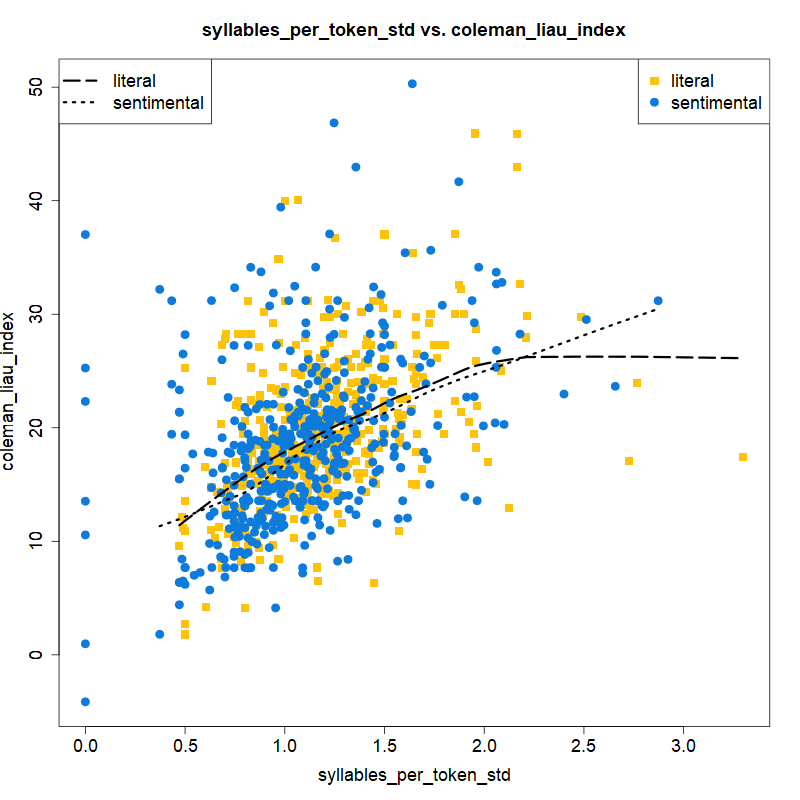 syllables_per_token_std vs. coleman_liau_index
literal
sentimental
literal
sentimental
coleman_liau_index
50
40
30
20
10
0
0.0 0.5 1.0 1.5 2.0 2.5 3.0
syllables_per_token_std